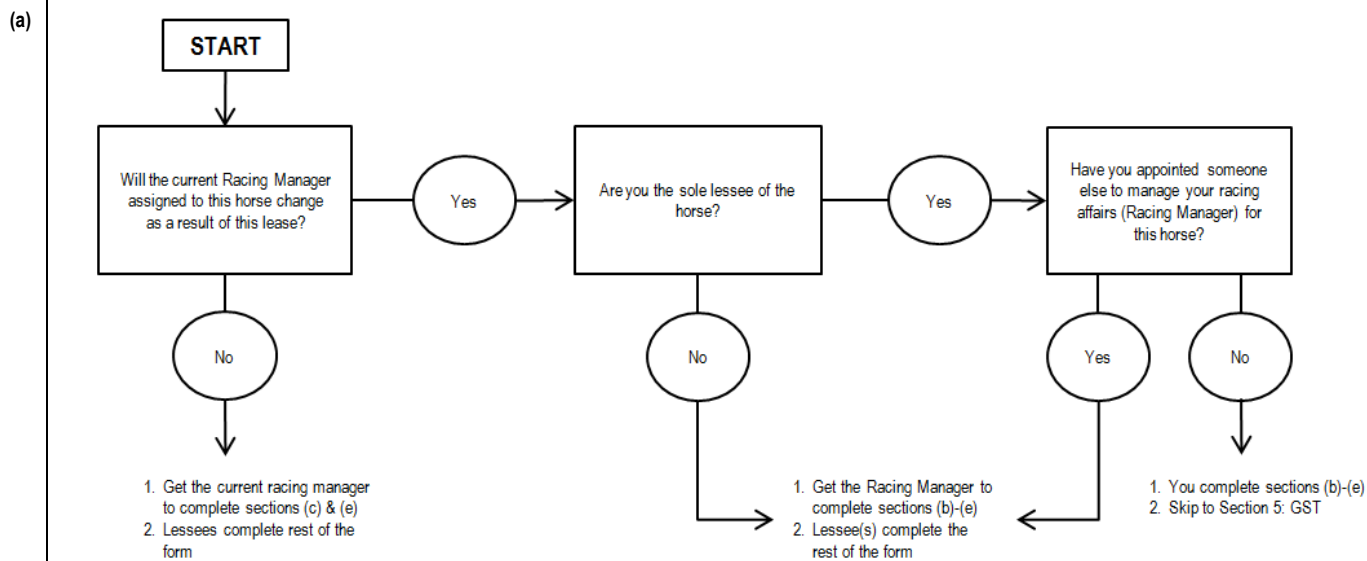 (a)
START
Will the current Racing Manager
assigned to this horse change
as a result of this lease?
Yes
Are you the sole lessee of the
horse?
Yes
Have you appointed someone
else to manage your racing
affairs (Racing Manager) for
this horse?
No
No
Yes
No
1. Get the current racing manager
to complete sections (c) & (e)
2. Lessees complete rest of the
form
1. Get the Racing Manager to
complete sections (b)-(e)
2. Lessee(s) complete the
rest of the form
1. You complete sections (b)-(e)
2. Skip to Section 5: GST